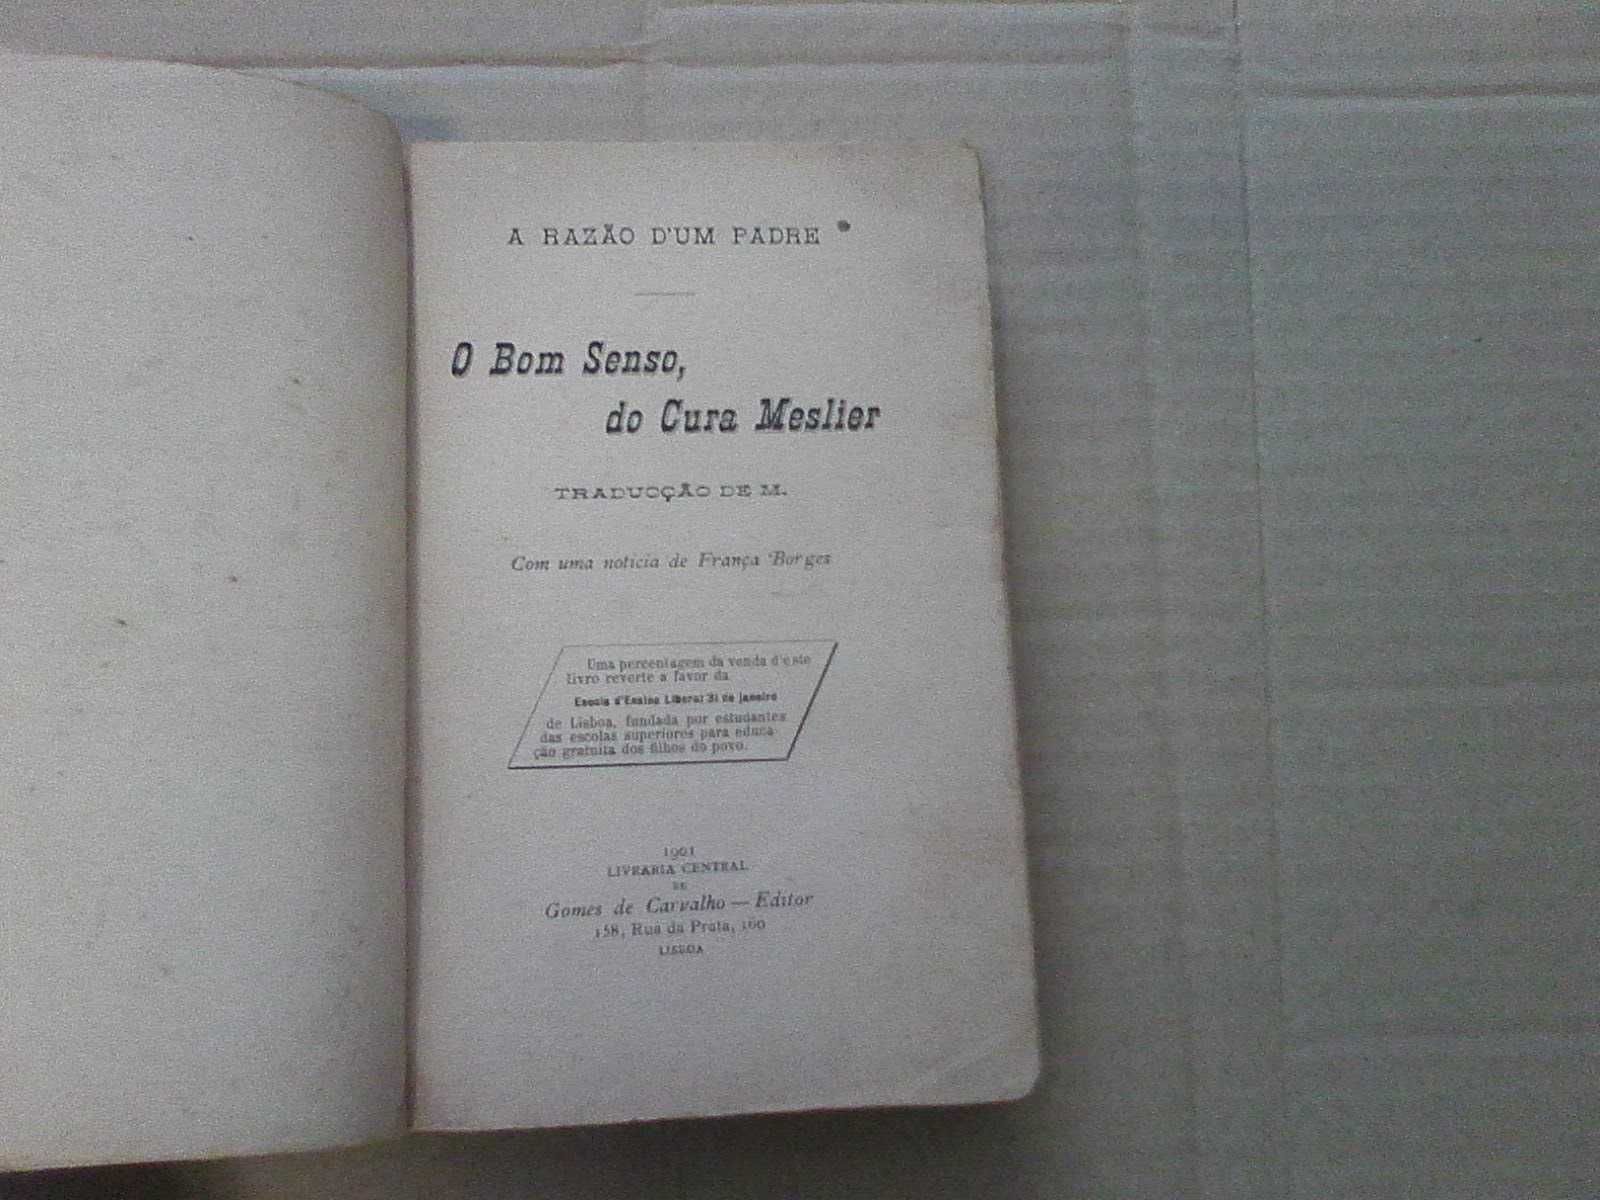 A RAZÃO D'UM PADRE
O Bom Senso,
do Cura Meslier
TRADUCÇÃO DE M.
Com uma noticia de França Borges
Uma percentagem da venda d'este
livro reverte a favor da
Escola d'Ensino Liberal 31 de Janeiro
de Lisboa, fundada por estudantes
das escolas superiores para educa-
ção gratuita dos filhos do povo.
1901
LIVRARIA CENTRAL
DE
Gomes de Carvalho — Editor
158, Rua da Prata, 160
LISBOA